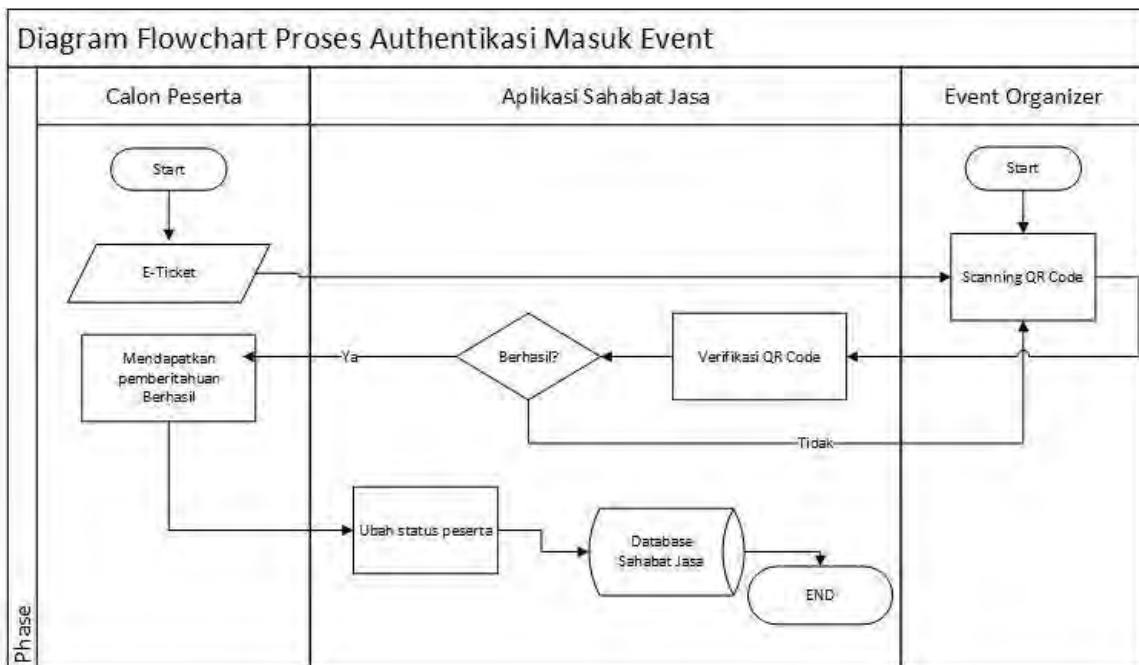 Diagram Flowchart Proses Authentikasi Masuk Event
Calon Peserta
Aplikasi Sahabat Jasa
Event Organizer
Start
Start
E-Ticket
Scanning QR Code
Mendapatkan
pemberitahuan
Berhasil
Ya
Berhasil?
Verifikasi QR Code
Tidak
Ubah status peserta
Database
Sahabat Jasa
END
Phase